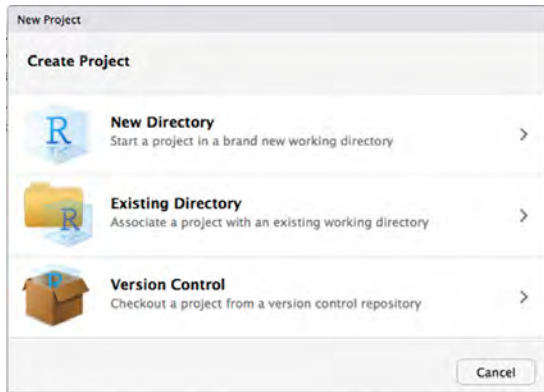 New Project
Create Project
R
New Directory
Start a project in a brand new working directory
R
Existing Directory
Associate a project with an existing working directory
Version Control
Checkout a project from a version control repository
Cancel